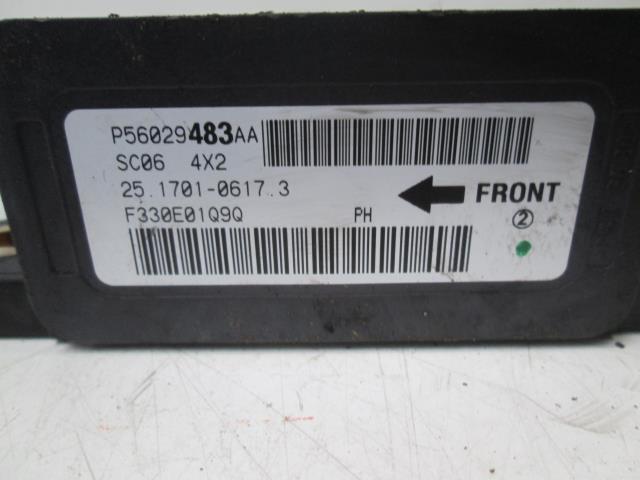 P56029483AA
SC06 4X2
25.1701-0617.3
FRONT
F330E01Q9Q PH
②